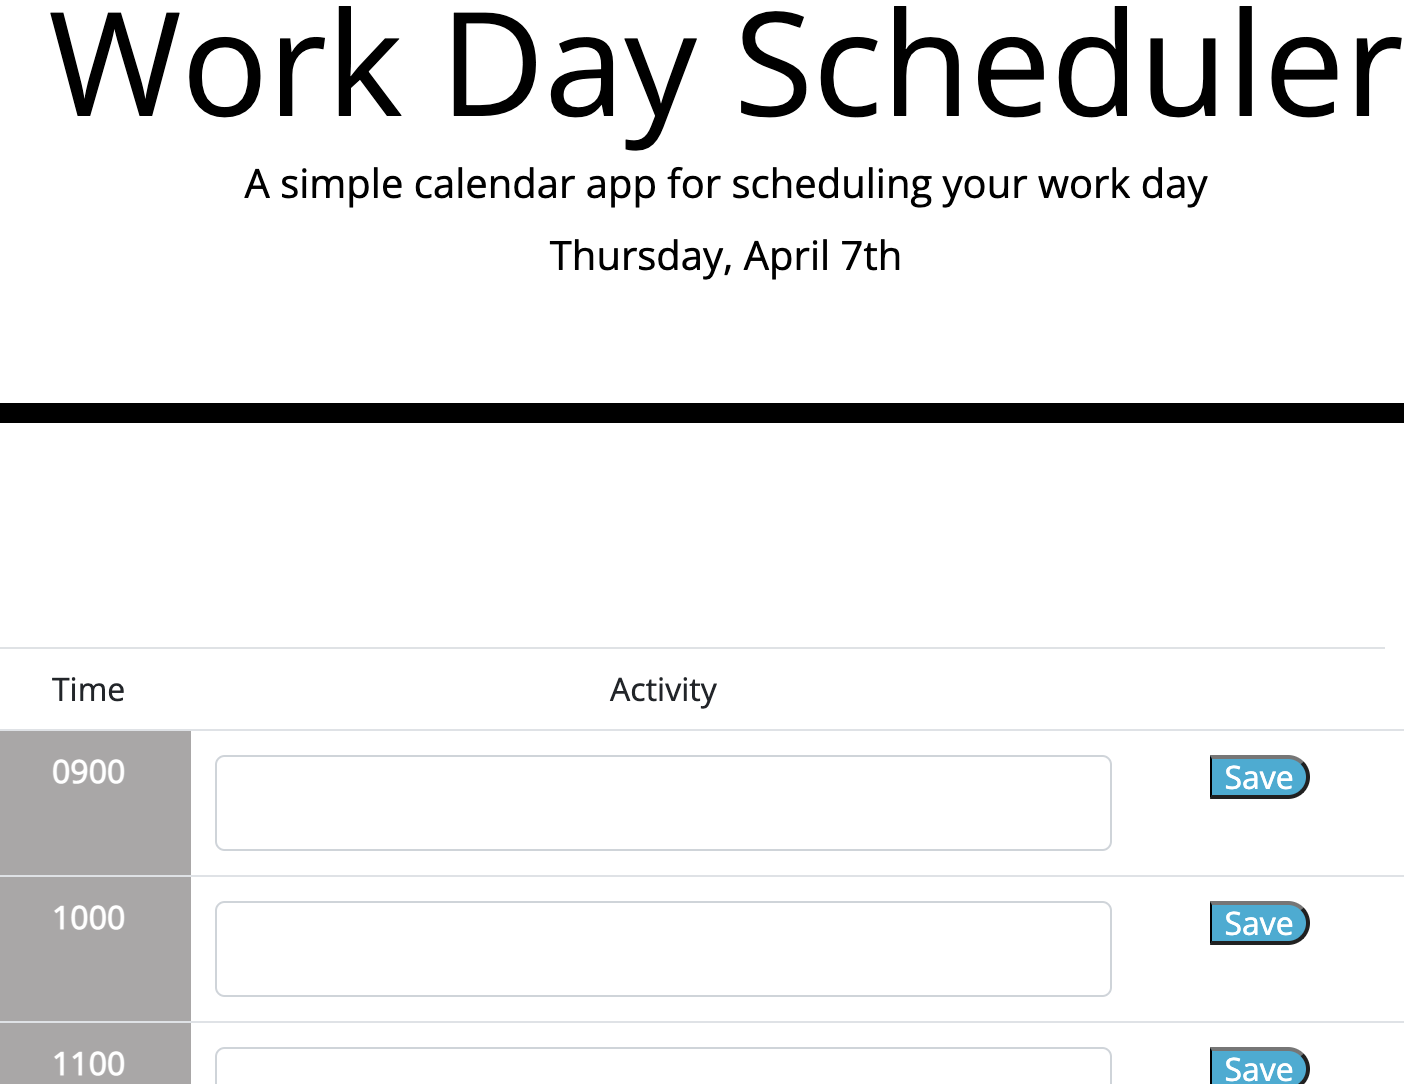 Work Day Scheduler
A simple calendar app for scheduling your work day
Thursday, April 7th
Time Activity
0900 Save
1000 Save
1100 Save